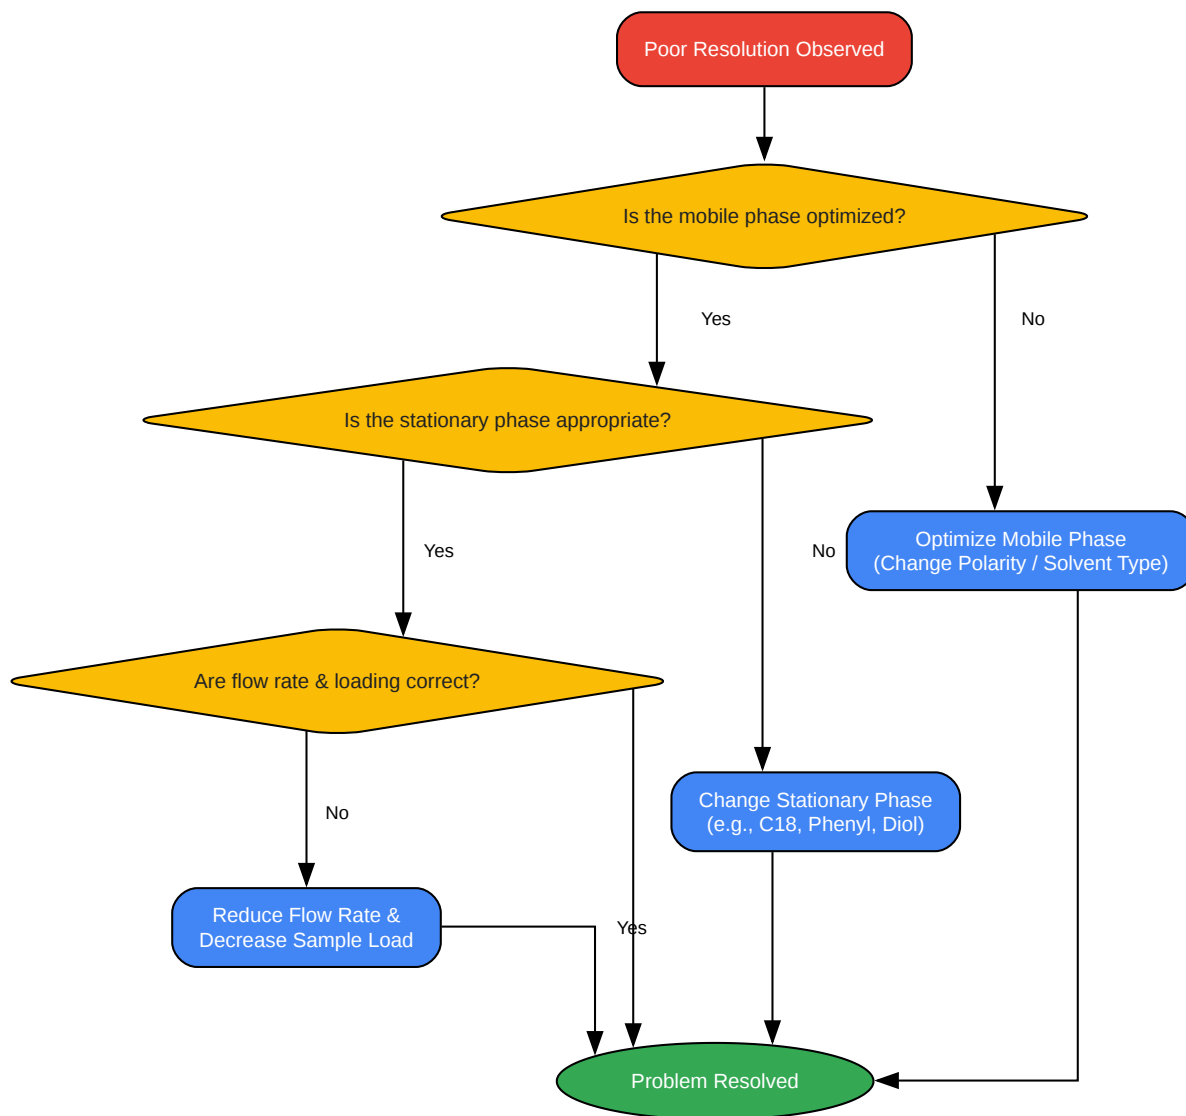 Poor Resolution Observed
Is the mobile phase optimized?
Yes
No
Is the stationary phase appropriate?
Yes
No
Optimize Mobile Phase
(Change Polarity / Solvent Type)
Are flow rate & loading correct?
No
Change Stationary Phase
(e.g., C18, Phenyl, Diol)
Reduce Flow Rate &
Decrease Sample Load
Yes
Problem Resolved